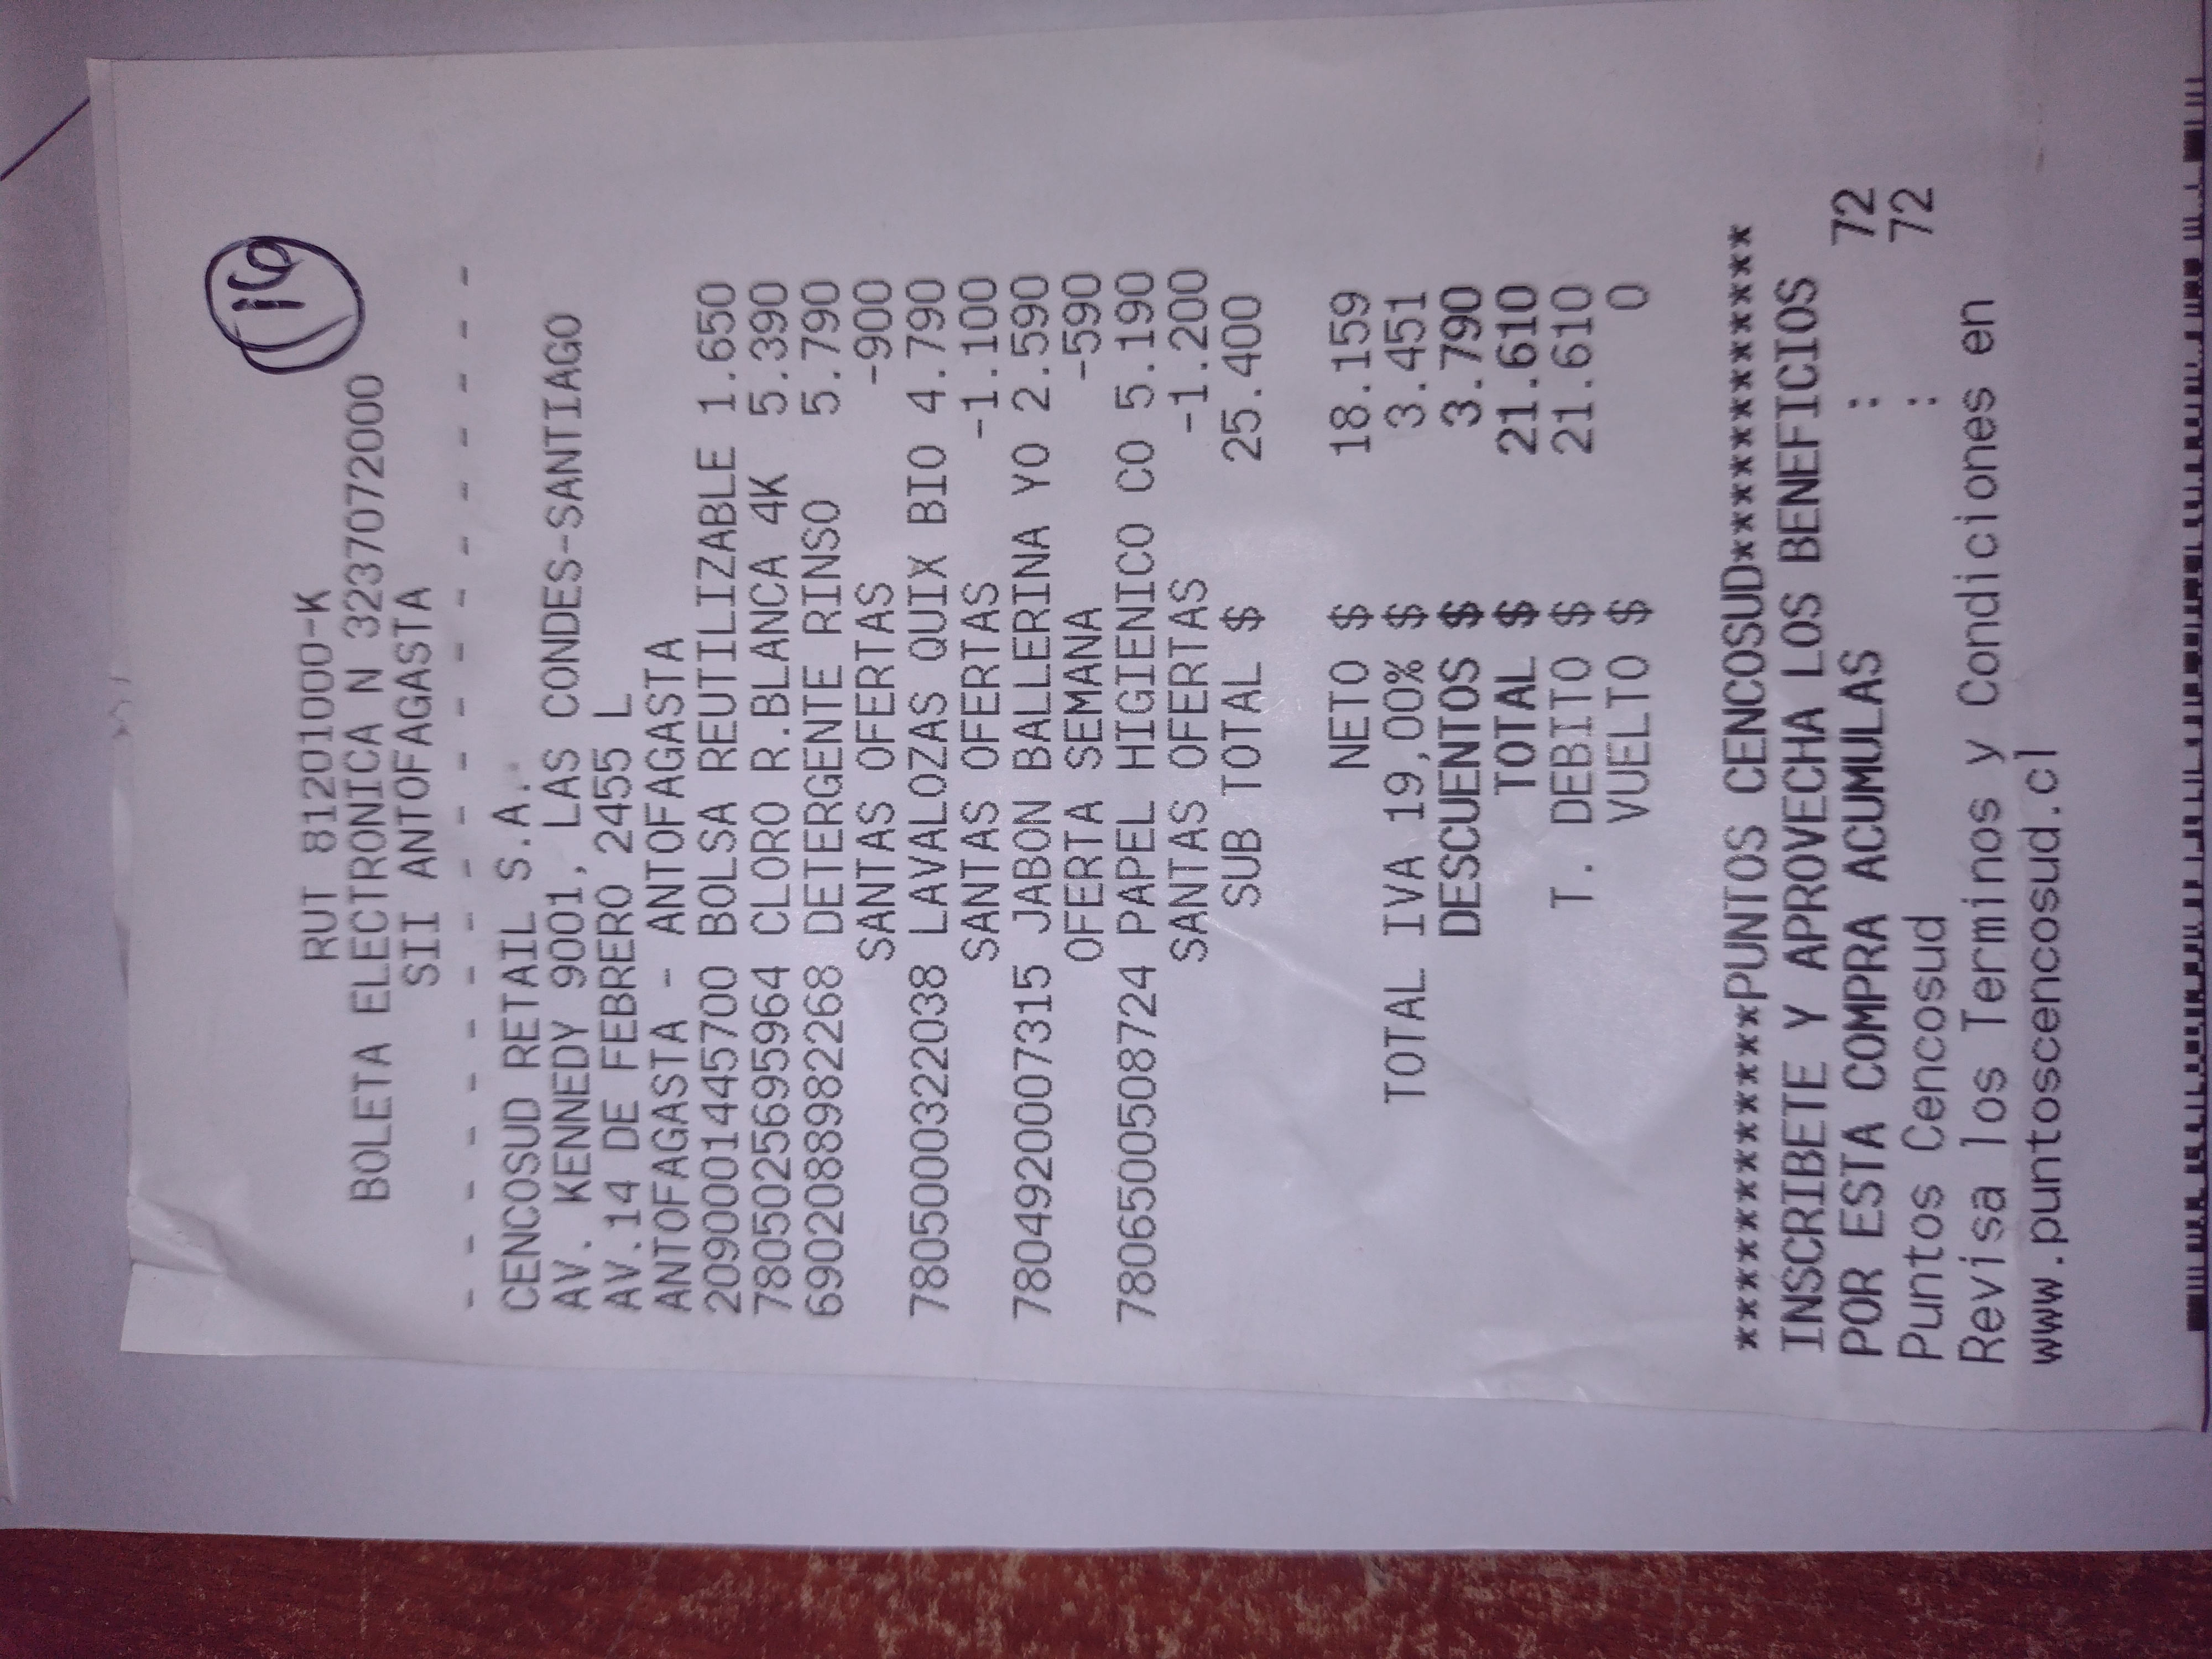 16
RUT 81201000-K
BOLETA ELECTRONICA N 3237072000
SII ANTOFAGASTA
- - - - - - - - - - - - - - - - - -
CENCOSUD RETAIL S.A.
AV. KENNEDY 9001, LAS CONDES-SANTIAGO
AV.14 DE FEBRERO 2455 L
ANTOFAGASTA - ANTOFAGASTA
2090001445700 BOLSA REUTILIZABLE 1.650
7805025695964 CLORO R.BLANCA 4K 5.390
6902088982268 DETERGENTE RINSO 5.790
SANTAS OFERTAS -900
7805000322038 LAVALOZAS QUIX BIO 4.790
SANTAS OFERTAS -1.100
7804920007315 JABON BALLERINA YO 2.590
OFERTA SEMANA -590
7806500508724 PAPEL HIGIENICO CO 5.190
SANTAS OFERTAS -1.200
SUB TOTAL $ 25.400
NETO $ 18.159
TOTAL IVA 19,00% $ 3.451
DESCUENTOS $ 3.790
TOTAL $ 21.610
T. DEBITO $ 21.610
VUELTO $ 0
*************PUNTOS CENCOSUD*************
INSCRIBETE Y APROVECHA LOS BENEFICIOS
POR ESTA COMPRA ACUMULAS : 72
Puntos Cencosud : 72
Revisa los Terminos y Condiciones en
www.puntoscencosud.cl